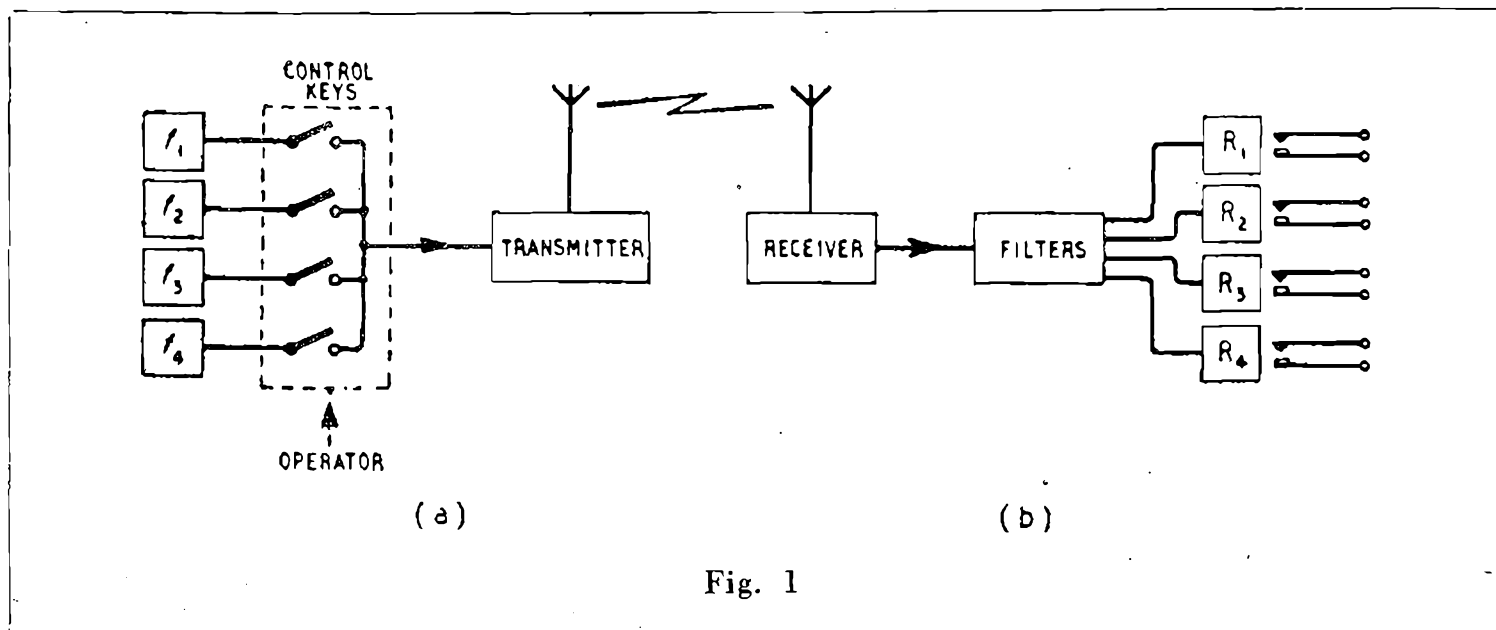 CONTROL
KEYS
f₁
f₂
f₃
f₄
OPERATOR
(a)
TRANSMITTER
RECEIVER
FILTERS
R₁
R₂
R₃
R₄
(b)
Fig. 1